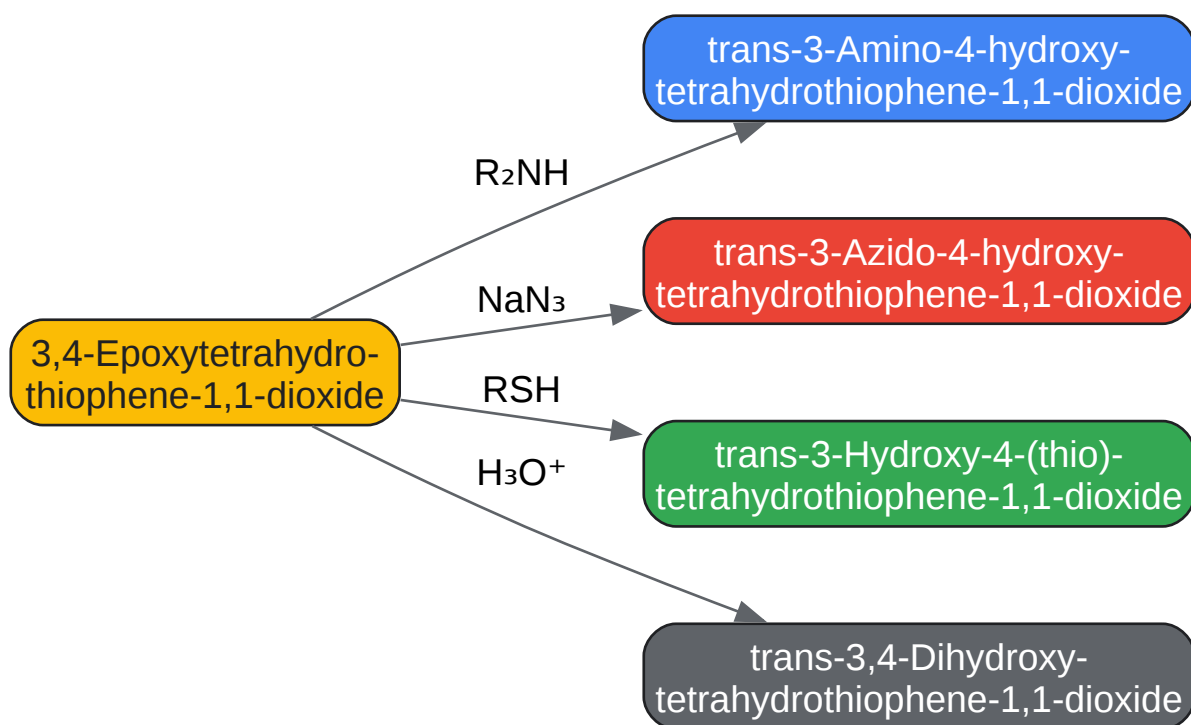 trans-3-Amino-4-hydroxy-
tetrahydrothiophene-1,1-dioxide
R₂NH
trans-3-Azido-4-hydroxy-
tetrahydrothiophene-1,1-dioxide
NaN₃
3,4-Epoxytetrahydro-
thiophene-1,1-dioxide
RSH
trans-3-Hydroxy-4-(thio)-
tetrahydrothiophene-1,1-dioxide
H₃O⁺
trans-3,4-Dihydroxy-
tetrahydrothiophene-1,1-dioxide